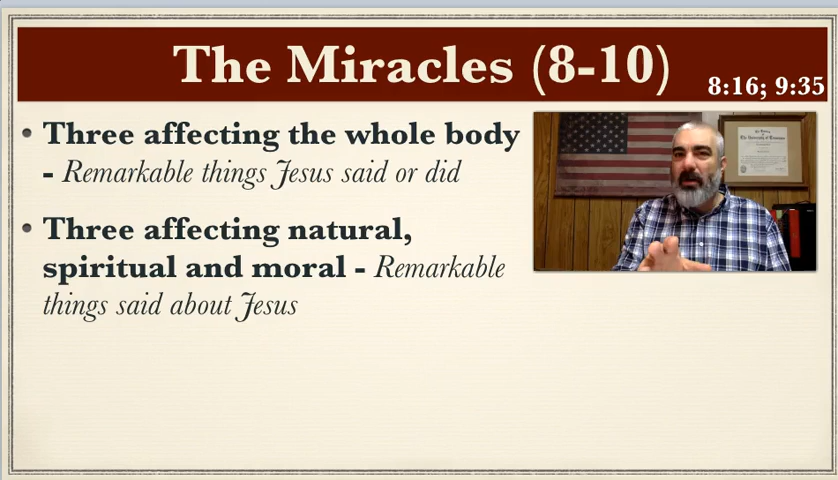 The Miracles (8-10)
8:16; 9:35
• Three affecting the whole body
- Remarkable things Jesus said or did
• Three affecting natural,
spiritual and moral - Remarkable
things said about Jesus